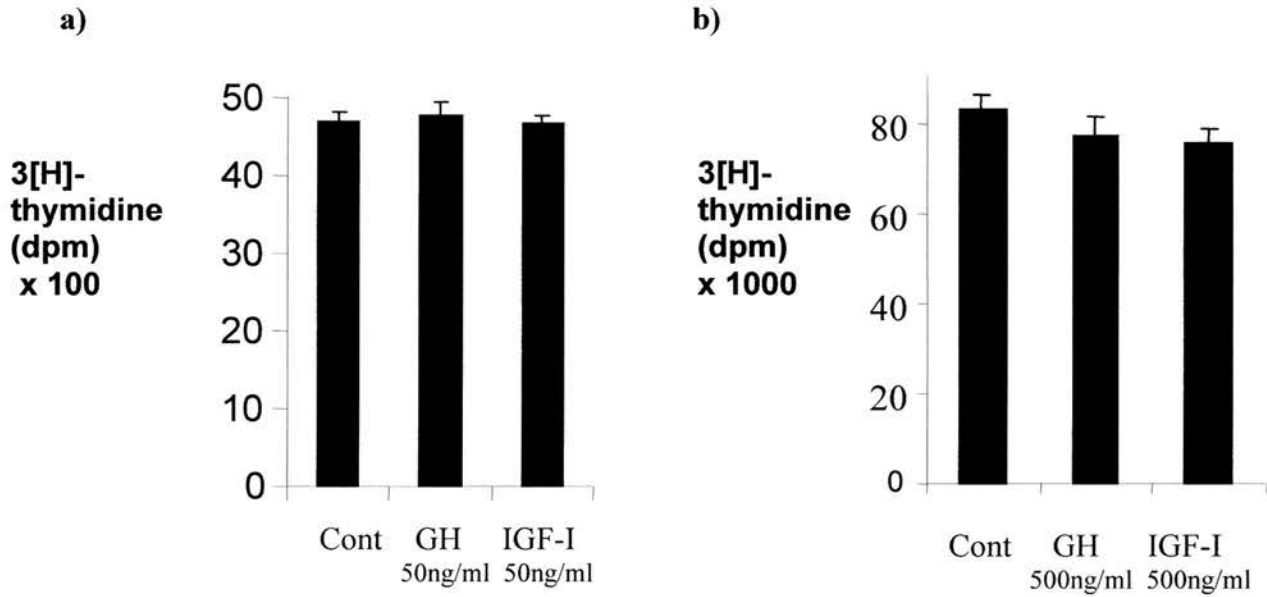 a)
3[H]-
thymidine
(dpm)
x 100
50
40
30
20
10
0
Cont GH IGF-I
50ng/ml 50ng/ml
b)
3[H]-
thymidine
(dpm)
x 1000
80
60
40
20
0
Cont GH IGF-I
500ng/ml 500ng/ml